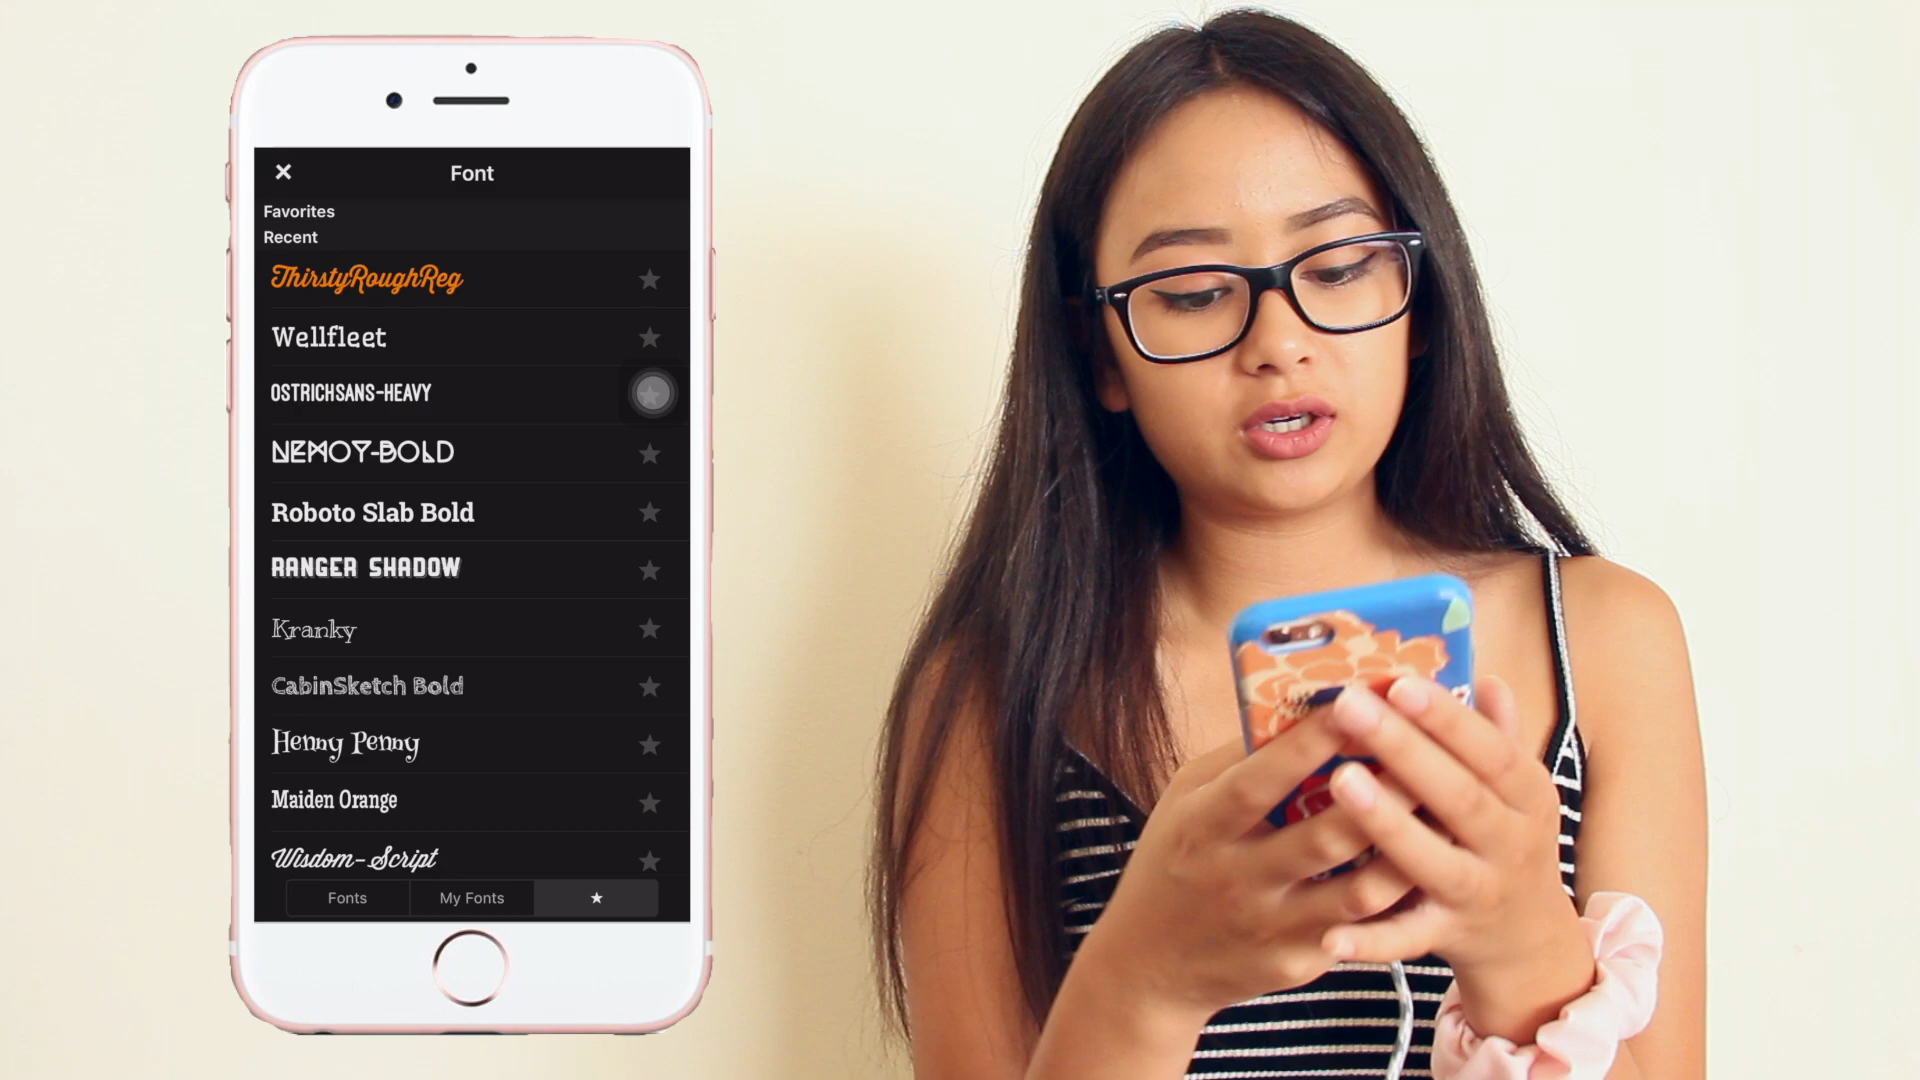 Font
Favorites
Recent
ThirstyRoughReg
Wellfleet
OSTRICHSANS-HEAVY
NEMOY-BOLD
Roboto Slab Bold
RANGER SHADOW
Kranky
CabinSketch Bold
Henny Penny
Maiden Orange
Wisdom-Script
Fonts
My Fonts